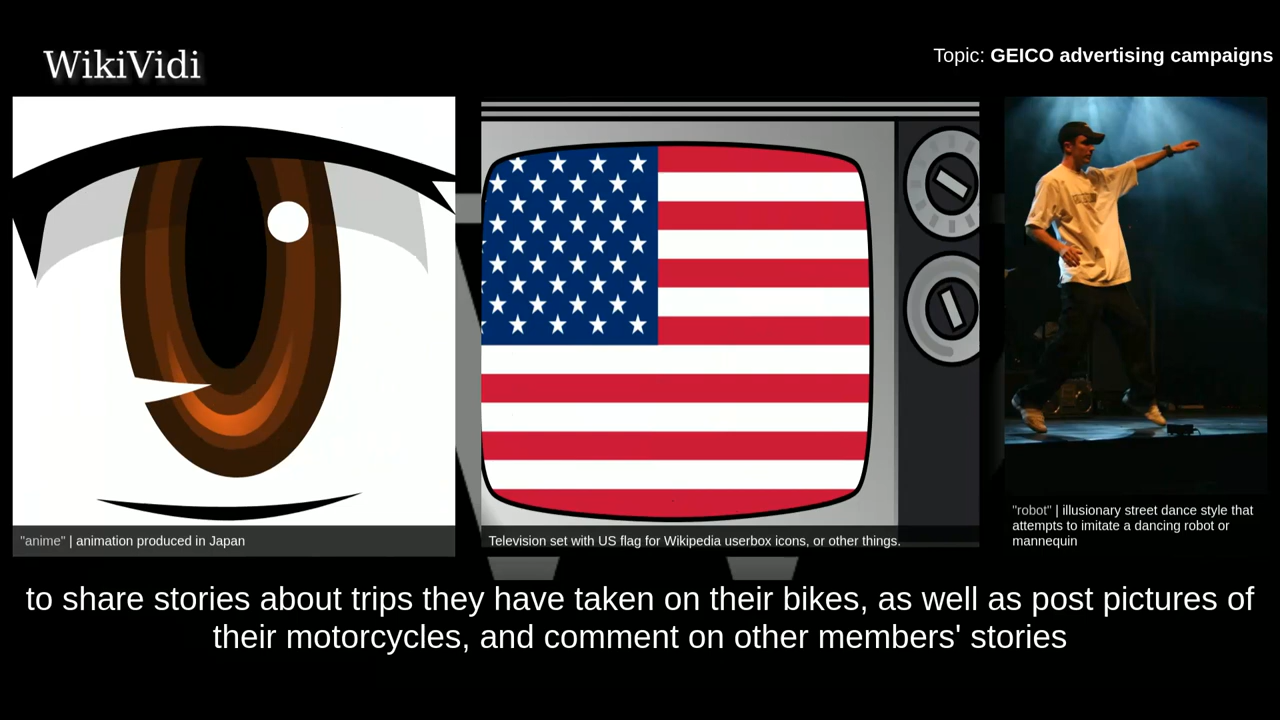 WikiVidi
Topic: GEICO advertising campaigns
"anime" | animation produced in Japan
Television set with US flag for Wikipedia userbox icons, or other things.
"robot" | illusionary street dance style that
attempts to imitate a dancing robot or
mannequin
to share stories about trips they have taken on their bikes, as well as post pictures of
their motorcycles, and comment on other members' stories